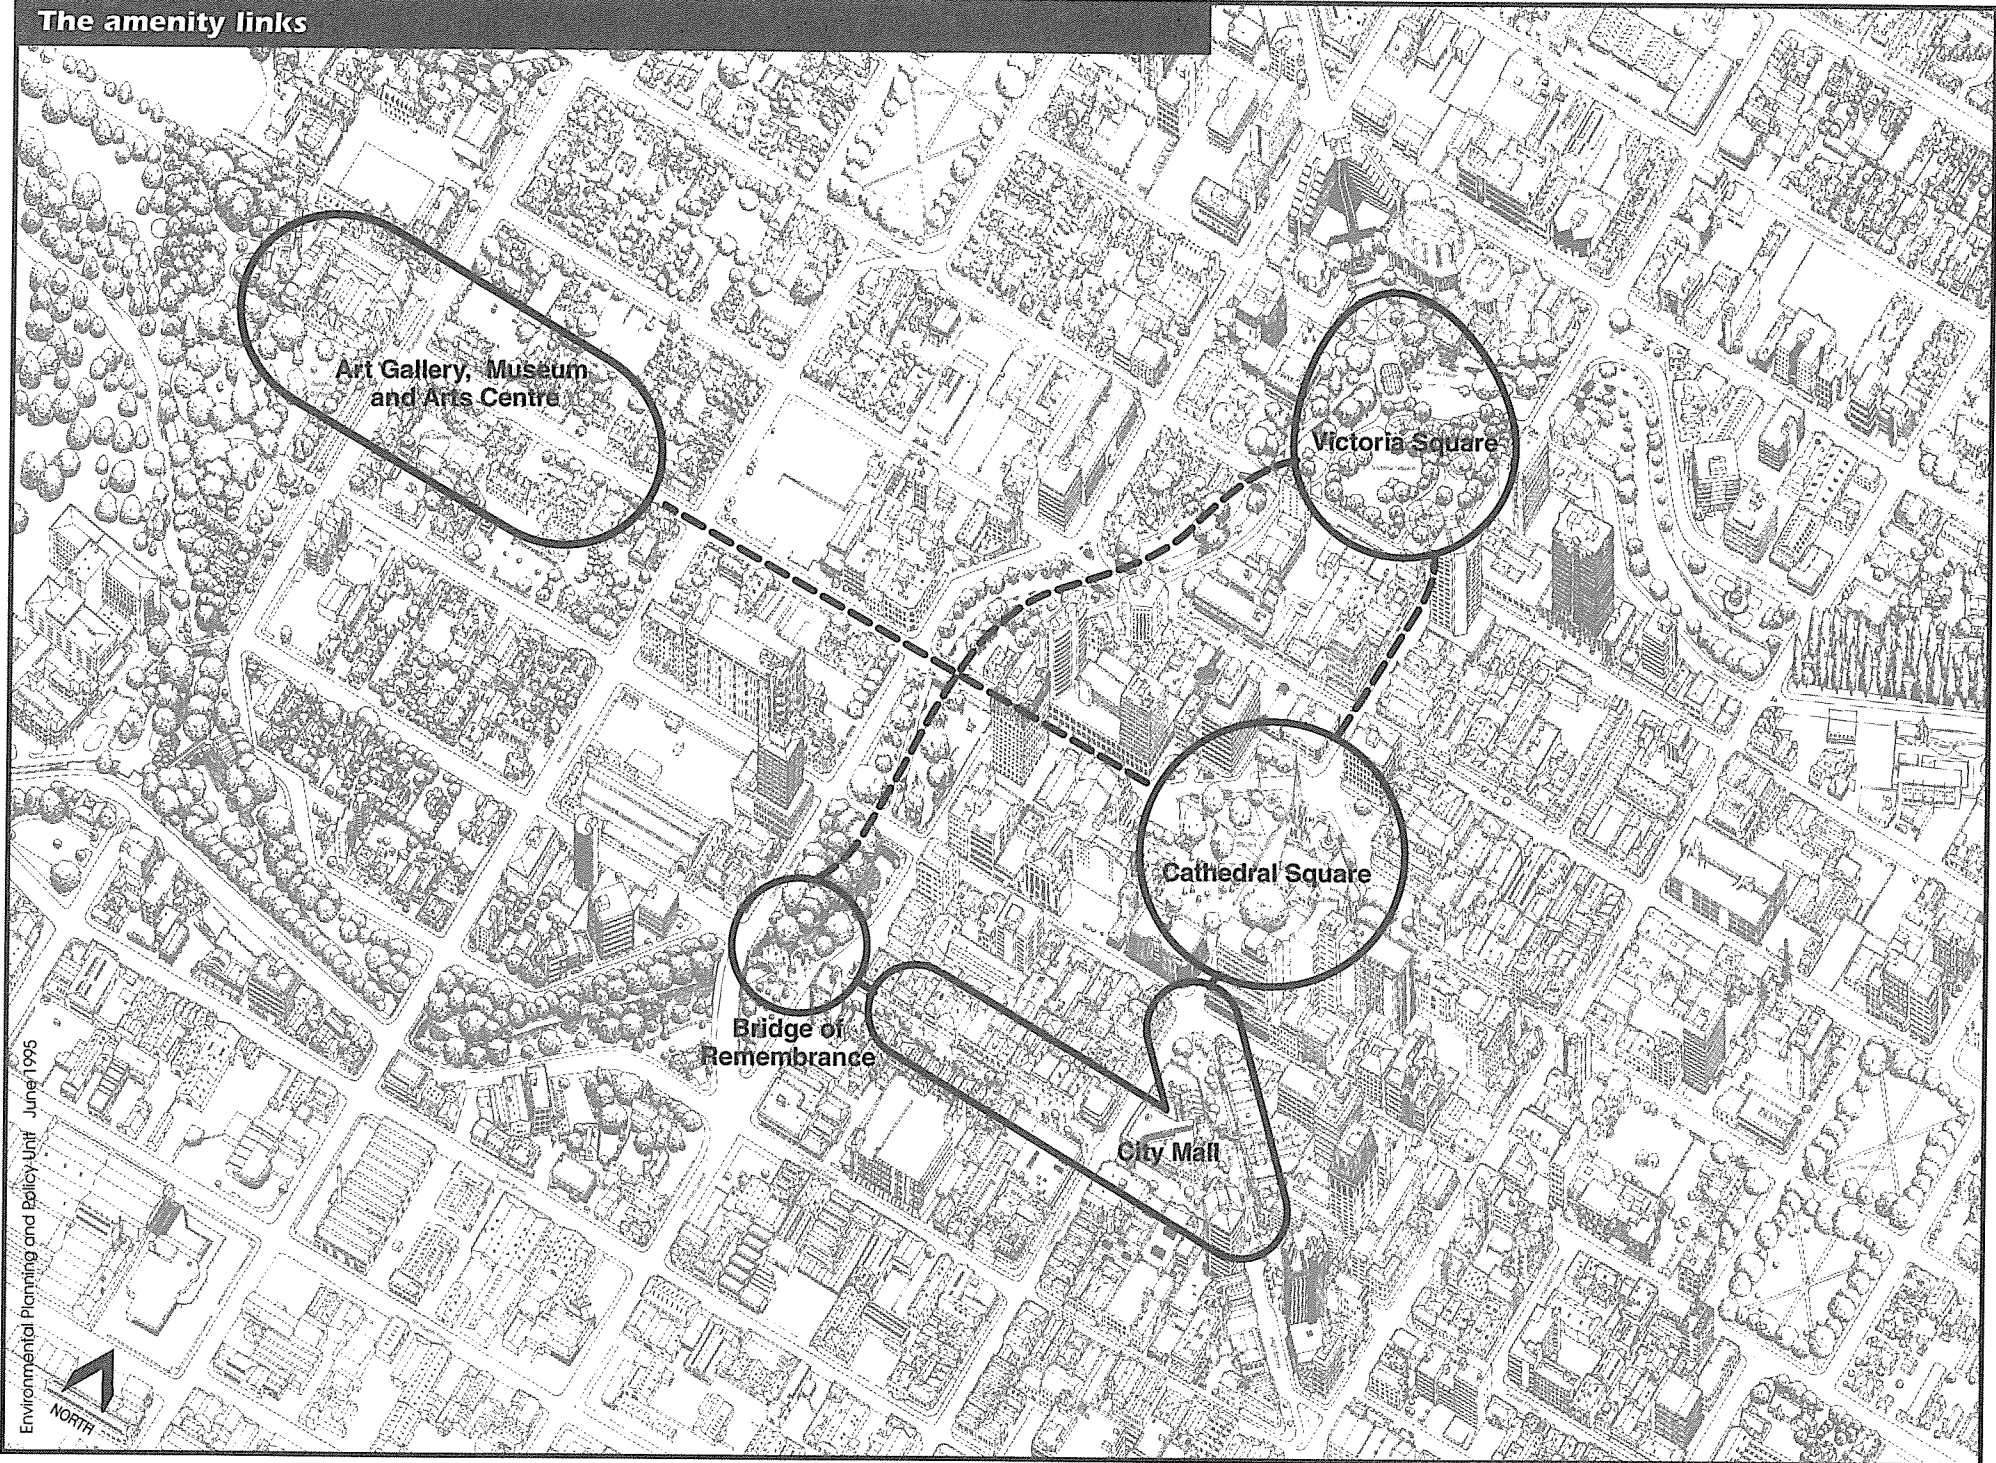 The amenity links
Art Gallery, Museum
and Arts Centre
Victoria Square
Cathedral Square
Bridge of
Remembrance
City Mall
Environmental Planning and Policy Unit June 1995
NORTH